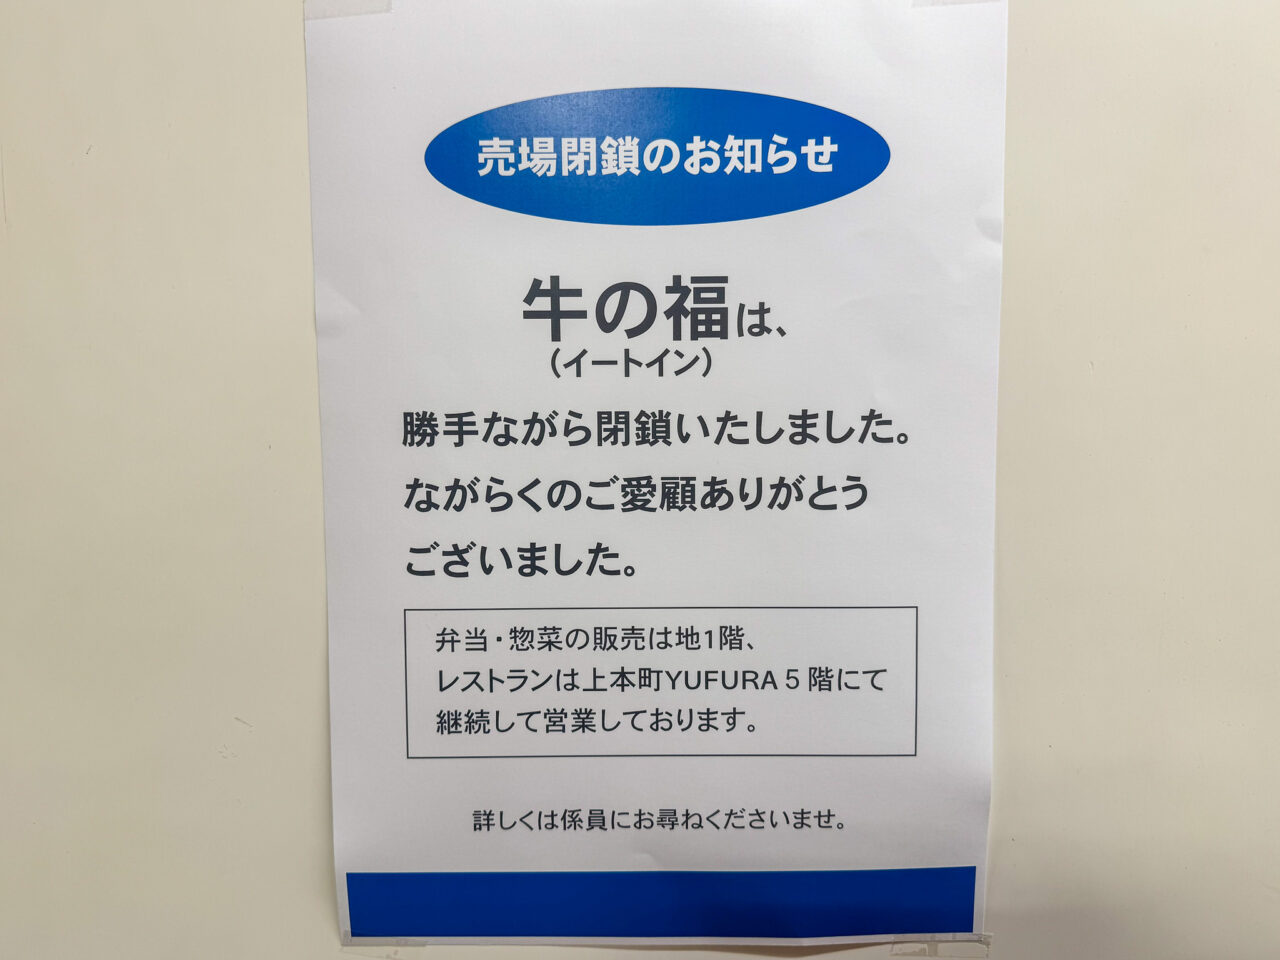 売場閉鎖のお知らせ
牛の福は、
（イートイン）
勝手ながら閉鎖いたしました。
ながらくのご愛顧ありがとう
ございました。
弁当・惣菜の販売は地1階、
レストランは上本町YUFURA５階にて
継続して営業しております。
詳しくは係員にお尋ねくださいませ。